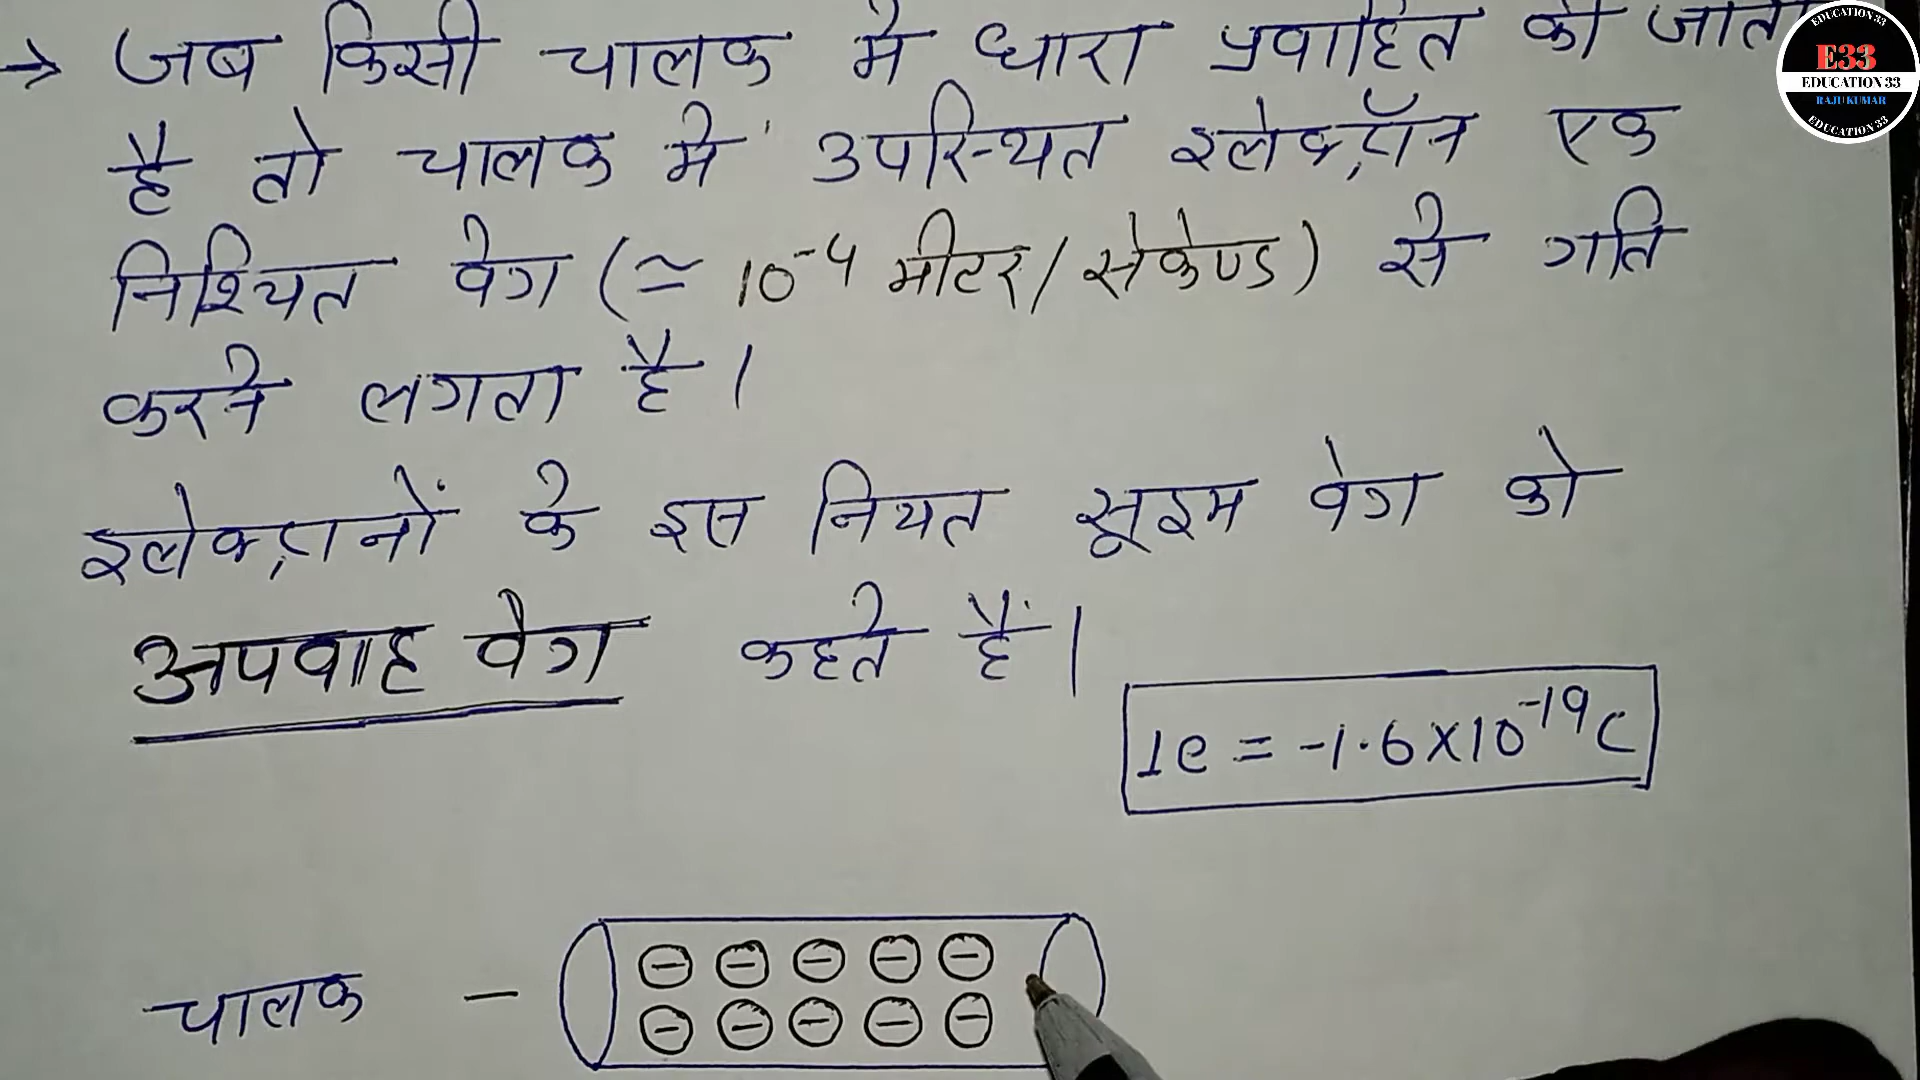 → जब किसी चालक मे धारा प्रवाहित की जाता
है तो चालक में उपस्थित इलेक्ट्रॉन एक
निश्चित वेग (≃ 10⁻⁴ मीटर/सेकेण्ड) से गति
करने लगता है।
इलेक्ट्रानों के इस नियत सूक्ष्म वेग को
अपवाह वेग कहते हैं।
1e = -1.6×10⁻¹⁹C
चालक –
⊖ ⊖ ⊖ ⊖ ⊖
⊖ ⊖ ⊖ ⊖ ⊖
EDUCATION 33
E33
EDUCATION 33
RAJU KUMAR
EDUCATION 33